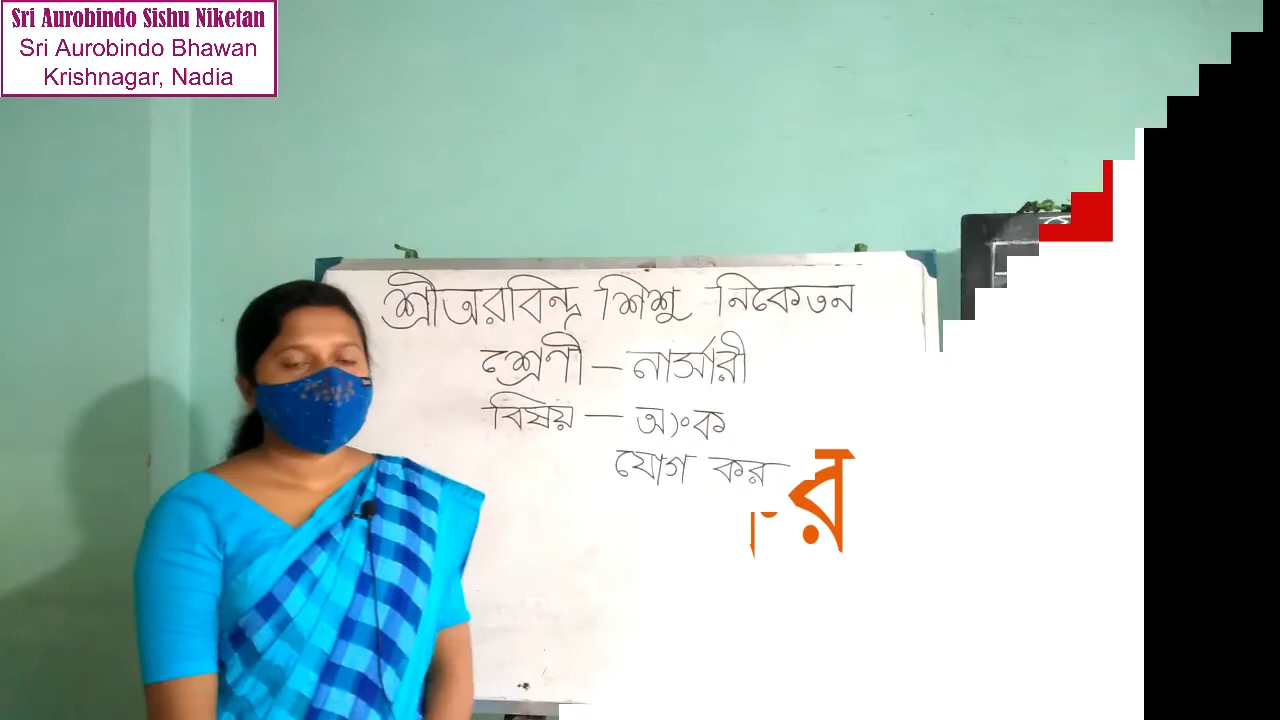 Sri Aurobindo Sishu Niketan
Sri Aurobindo Bhawan
Krishnagar, Nadia
শ্রীঅরবিন্দ শিশু নিকেতন
শ্রেণী – নার্সারী
বিষয় – অংক
যোগ কর
র